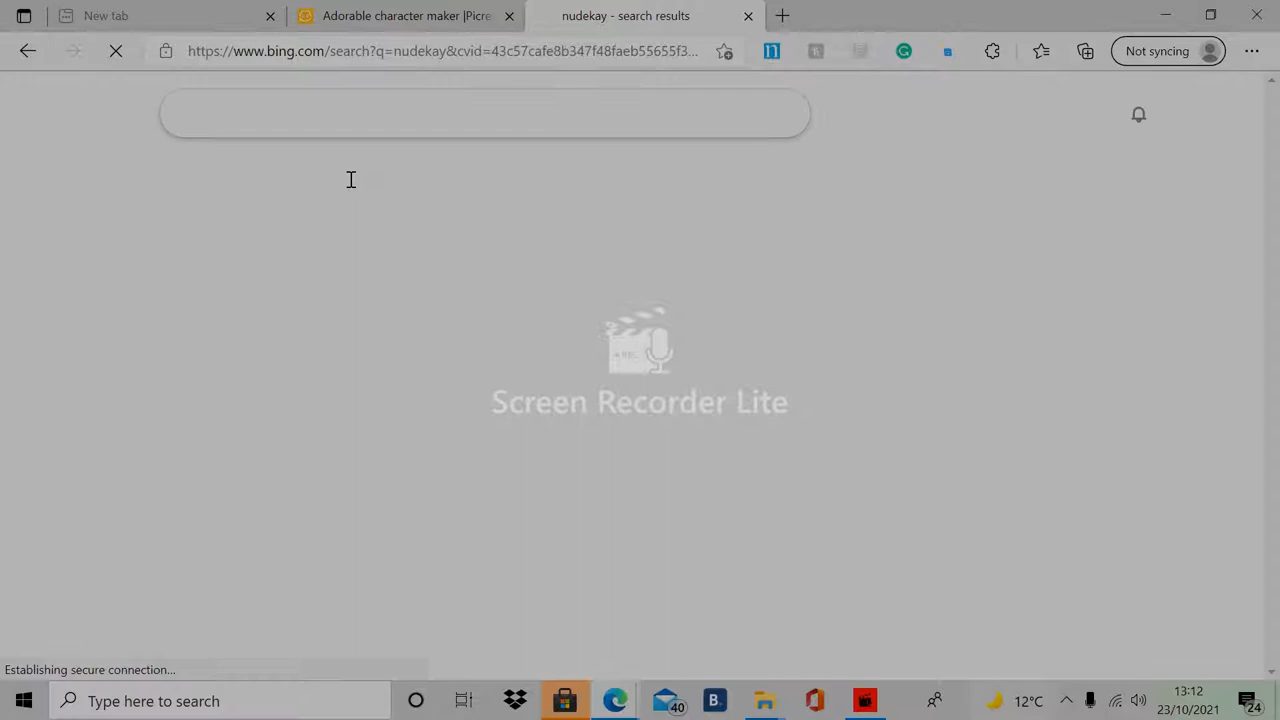 New tab
Adorable character maker |Picre
nudekay - search results
https://www.bing.com/search?q=nudekay&cvid=43c57cafe8b347f48faeb55655f3...
Not syncing
Screen Recorder Lite
Establishing secure connection...
Type here to search
40
B.
12°C
13:12
23/10/2021
24